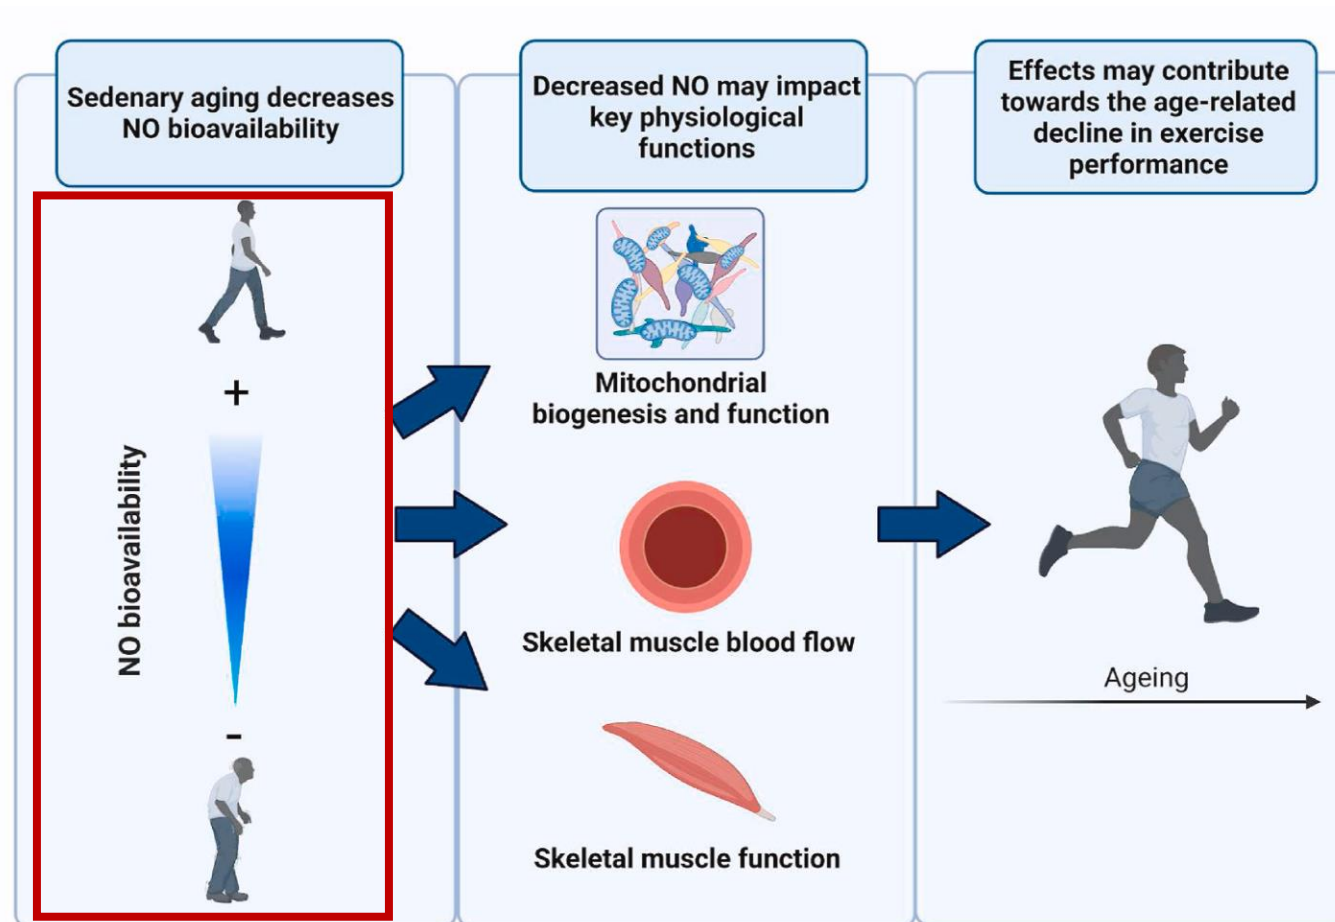 Sedenary aging decreases
NO bioavailability
+
NO bioavailability
-
Decreased NO may impact
key physiological
functions
Mitochondrial
biogenesis and function
Skeletal muscle blood flow
Skeletal muscle function
Effects may contribute
towards the age-related
decline in exercise
performance
Ageing